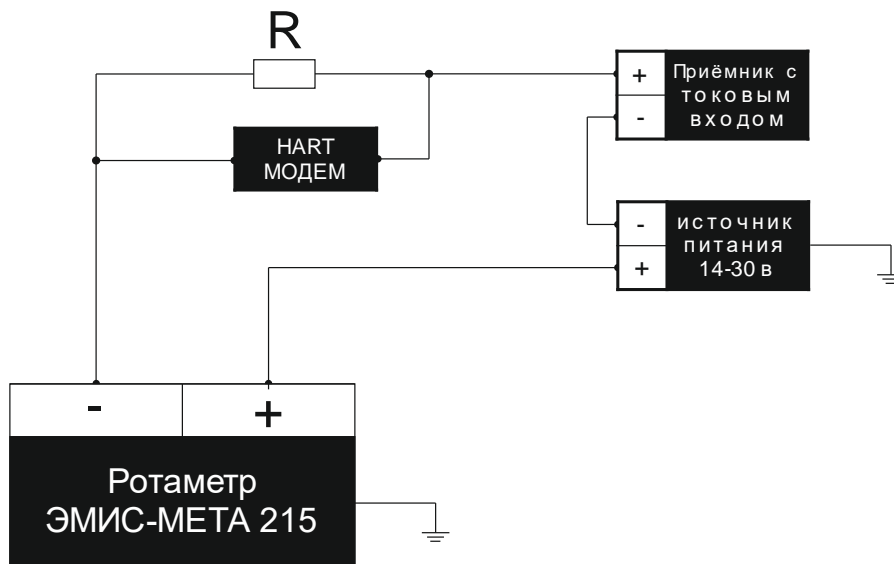 R
+
Приёмник с
токовым
входом
-
HART
МОДЕМ
-
источник
питания
14-30 в
+
-
+
Ротаметр
ЭМИС-МЕТА 215